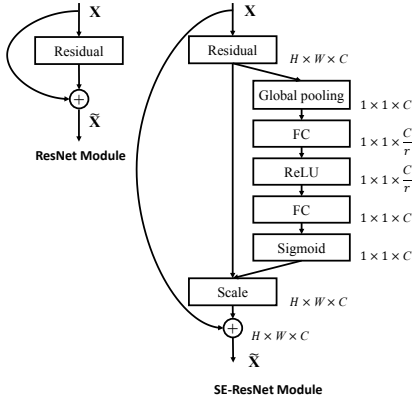 X
Residual
+
X̃
ResNet Module
X
Residual
H × W × C
Global pooling
1 × 1 × C
FC
1 × 1 × C/r
ReLU
1 × 1 × C/r
FC
1 × 1 × C
Sigmoid
1 × 1 × C
Scale
H × W × C
+
H × W × C
X̃
SE-ResNet Module